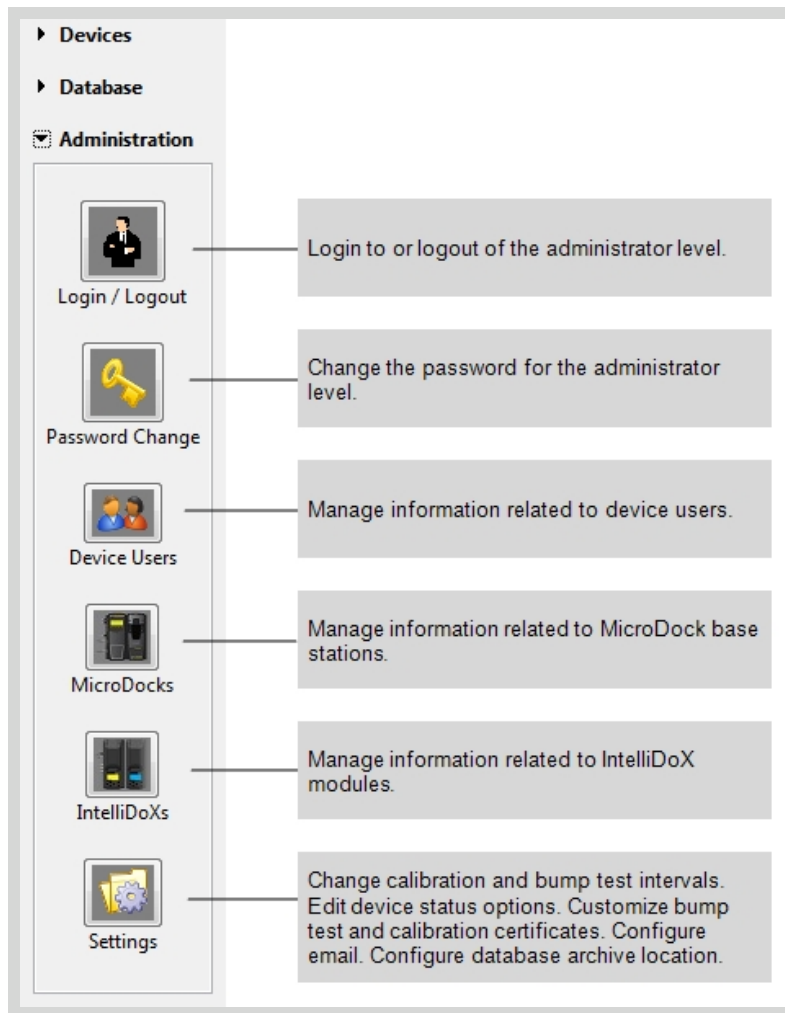 Devices
Database
Administration
Login / Logout
Login to or logout of the administrator level.
Password Change
Change the password for the administrator
level.
Device Users
Manage information related to device users.
MicroDocks
Manage information related to MicroDock base
stations.
IntelliDoXs
Manage information related to IntelliDoX
modules.
Settings
Change calibration and bump test intervals.
Edit device status options. Customize bump
test and calibration certificates. Configure
email. Configure database archive location.